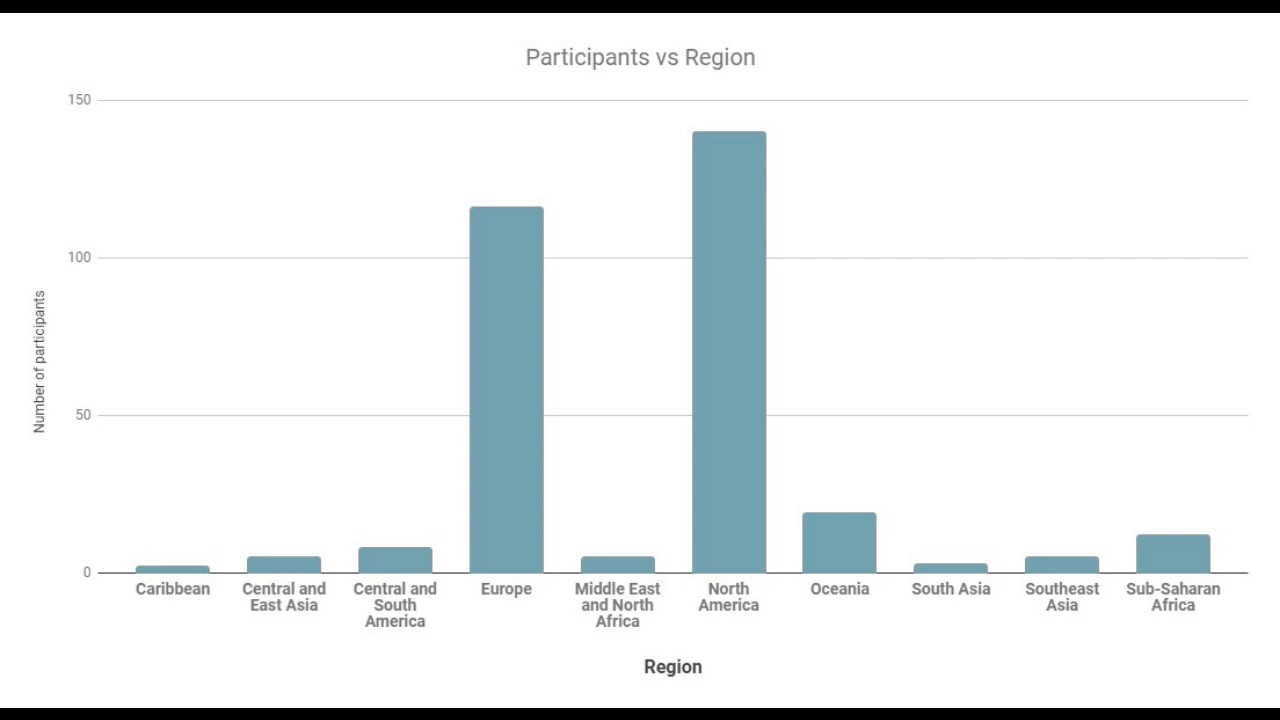 Participants vs Region
150
100
50
0
Number of participants
Caribbean
Central and
East Asia
Central and
South
America
Europe
Middle East
and North
Africa
North
America
Oceania
South Asia
Southeast
Asia
Sub-Saharan
Africa
Region